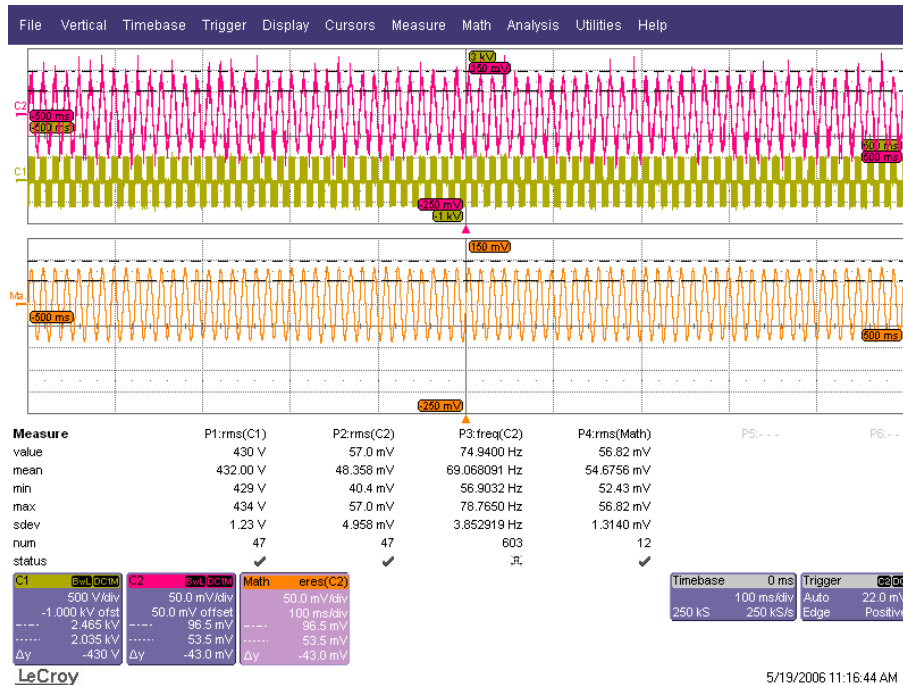 File Vertical Timebase Trigger Display Cursors Measure Math Analysis Utilities Help
3 kV
150 mV
C2
-500 ms
-500 ms
500 ms
500 ms
C1
-250 mV
-1 kV
150 mV
Ma.
-500 ms
500 ms
-250 mV
Measure P1:rms(C1) P2:rms(C2) P3:freq(C2) P4:rms(Math) P5:- - - P6:- -
value 430 V 57.0 mV 74.9400 Hz 56.82 mV
mean 432.00 V 48.358 mV 69.068091 Hz 54.6756 mV
min 429 V 40.4 mV 56.9032 Hz 52.43 mV
max 434 V 57.0 mV 78.7650 Hz 56.82 mV
sdev 1.23 V 4.958 mV 3.852919 Hz 1.3140 mV
num 47 47 603 12
status
C1 BwL DC1M C2 BwL DC1M Math eres(C2) Timebase 0 ms Trigger C2 DC
500 V/div 50.0 mV/div 50.0 mV/div 100 ms/div Auto 22.0 mV
-1.000 kV ofst 50.0 mV offset 100 ms/div 250 kS 250 kS/s Edge Positive
2.465 kV 96.5 mV 96.5 mV
2.035 kV 53.5 mV 53.5 mV
Δy -430 V Δy -43.0 mV Δy -43.0 mV
LeCroy 5/19/2006 11:16:44 AM